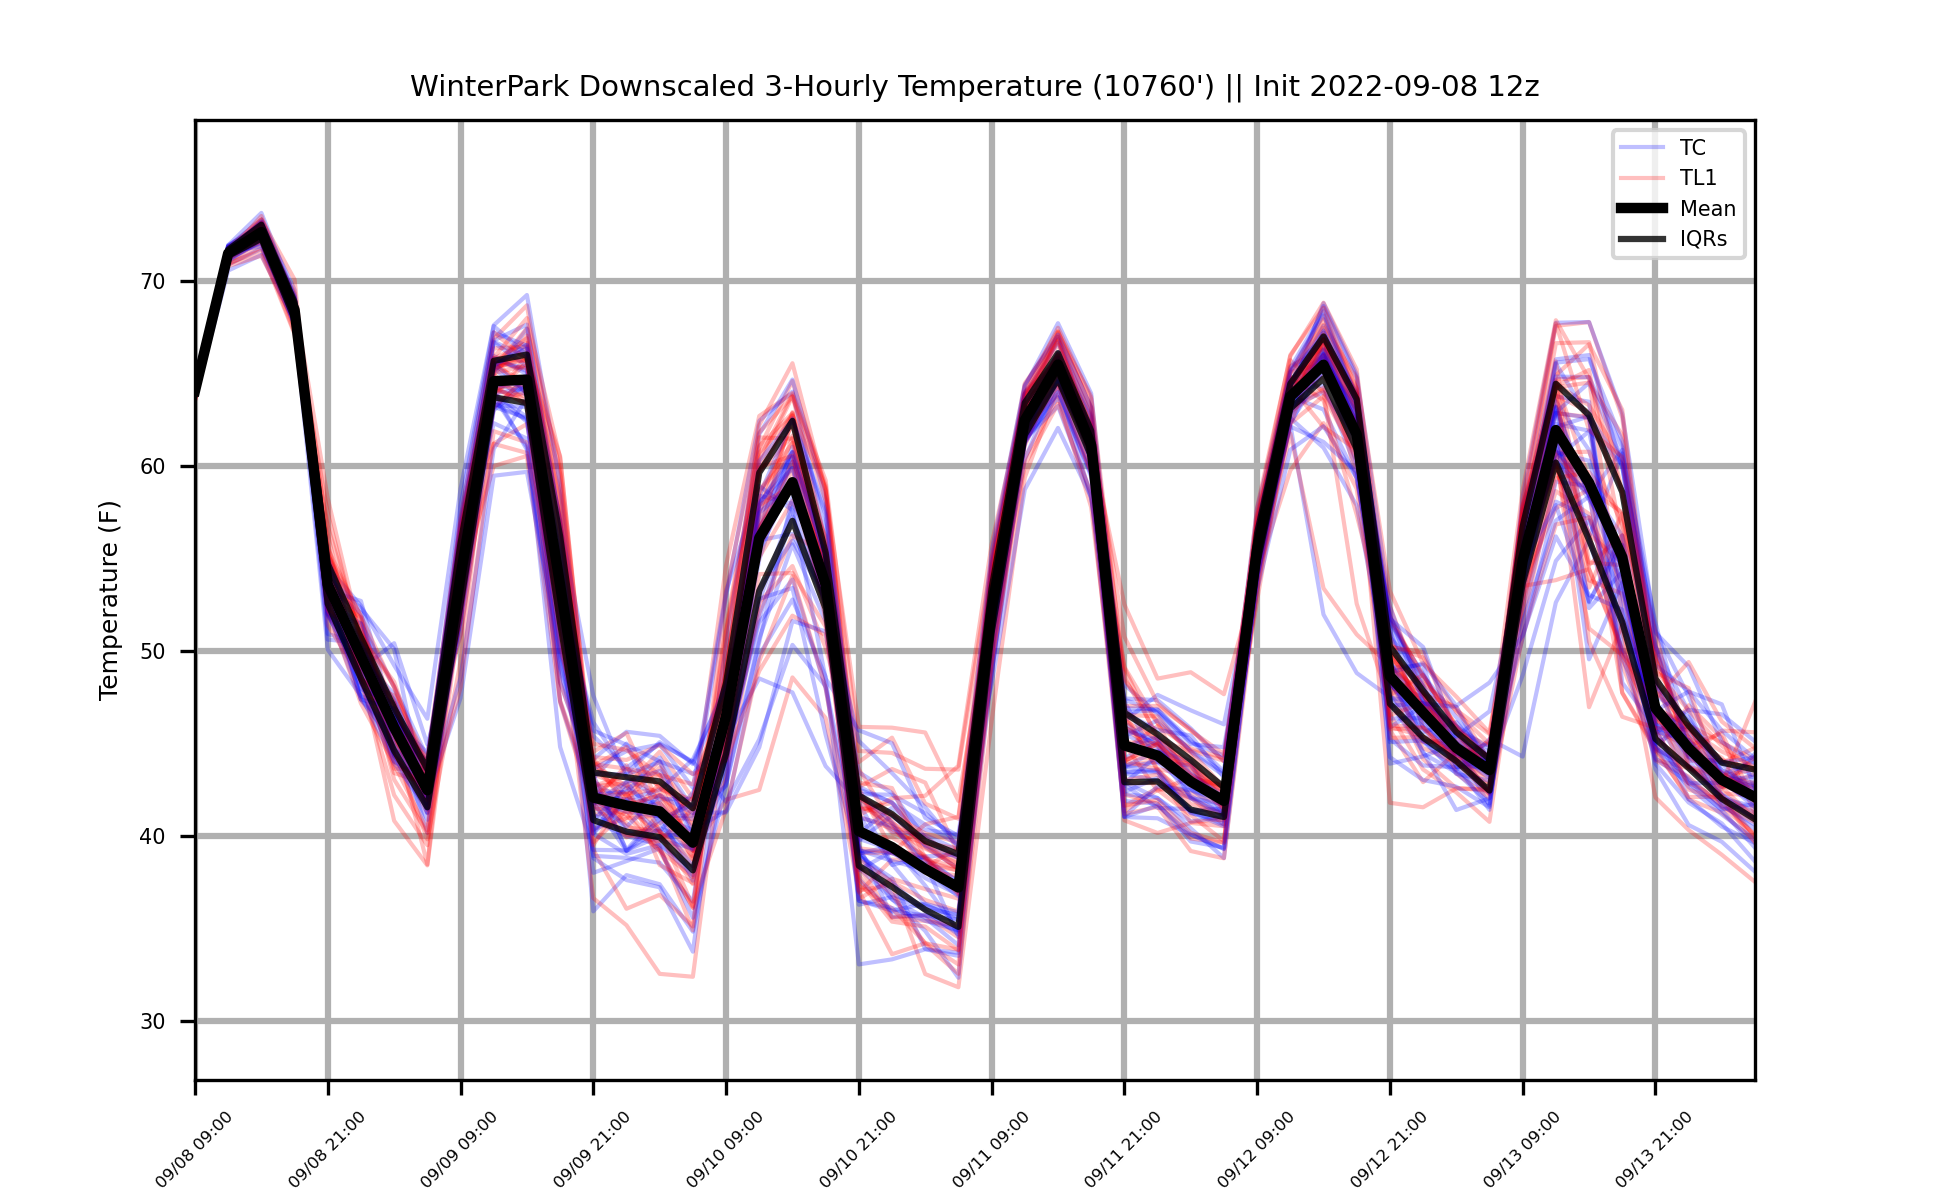 WinterPark Downscaled 3-Hourly Temperature (10760') || Init 2022-09-08 12z
TC
TL1
Mean
IQRs
Temperature (F)
70
60
50
40
30
09/08 09:00
09/08 21:00
09/09 09:00
09/09 21:00
09/10 09:00
09/10 21:00
09/11 09:00
09/11 21:00
09/12 09:00
09/12 21:00
09/13 09:00
09/13 21:00